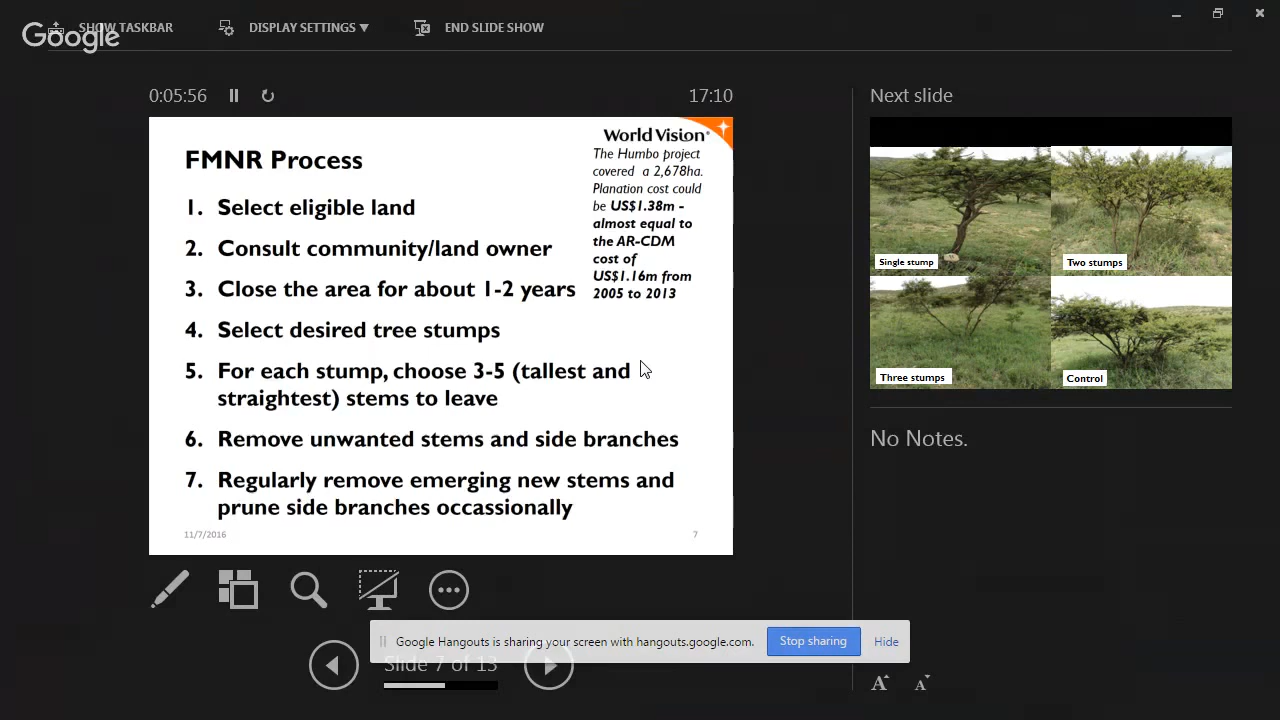 Google
SHOW TASKBAR
DISPLAY SETTINGS
END SLIDE SHOW
0:05:56
17:10
World Vision
FMNR Process
1. Select eligible land
2. Consult community/land owner
3. Close the area for about 1-2 years
4. Select desired tree stumps
5. For each stump, choose 3-5 (tallest and
straightest) stems to leave
6. Remove unwanted stems and side branches
7. Regularly remove emerging new stems and
prune side branches occassionally
The Humbo project
covered a 2,678ha.
Planation cost could
be US$1.38m -
almost equal to
the AR-CDM
cost of
US$1.16m from
2005 to 2013
11/7/2016
7
Next slide
Single stump
Two stumps
Three stumps
Control
No Notes.
Google Hangouts is sharing your screen with hangouts.google.com.
Stop sharing
Hide
Slide 7 of 13
A A